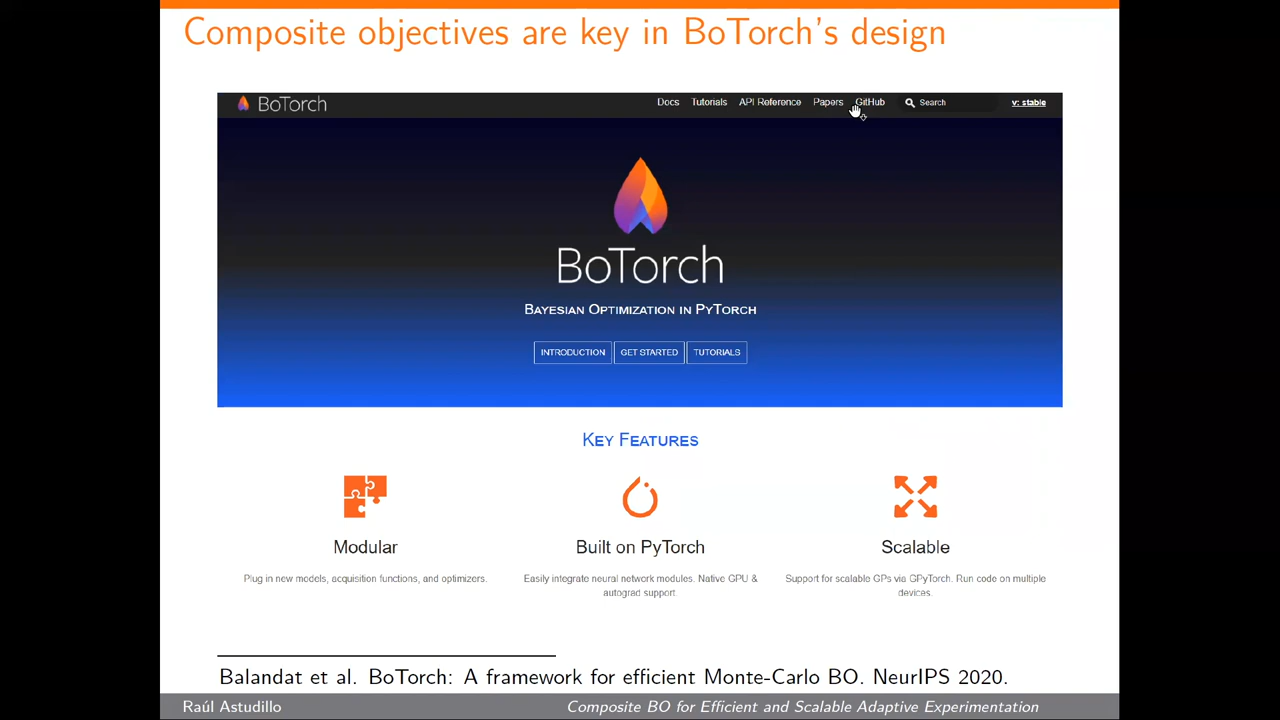 Composite objectives are key in BoTorch's design
BoTorch Docs Tutorials API Reference Papers GitHub Search v: stable
BoTorch
BAYESIAN OPTIMIZATION IN PYTORCH
INTRODUCTION GET STARTED TUTORIALS
KEY FEATURES
Modular Built on PyTorch Scalable
Plug in new models, acquisition functions, and optimizers. Easily integrate neural network modules. Native GPU & Support for scalable GPs via GPyTorch. Run code on multiple
autograd support. devices.
Balandat et al. BoTorch: A framework for efficient Monte-Carlo BO. NeurIPS 2020.
Raúl Astudillo Composite BO for Efficient and Scalable Adaptive Experimentation